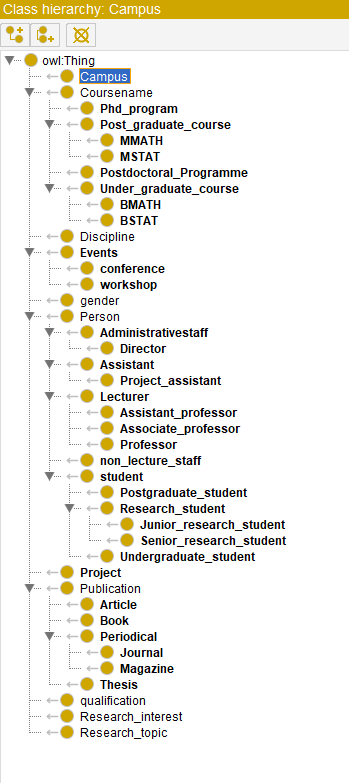 Class hierarchy: Campus
owl:Thing
Campus
Coursename
Phd_program
Post_graduate_course
MMATH
MSTAT
Postdoctoral_Programme
Under_graduate_course
BMATH
BSTAT
Discipline
Events
conference
workshop
gender
Person
Administrativestaff
Director
Assistant
Project_assistant
Lecturer
Assistant_professor
Associate_professor
Professor
non_lecture_staff
student
Postgraduate_student
Research_student
Junior_research_student
Senior_research_student
Undergraduate_student
Project
Publication
Article
Book
Periodical
Journal
Magazine
Thesis
qualification
Research_interest
Research_topic